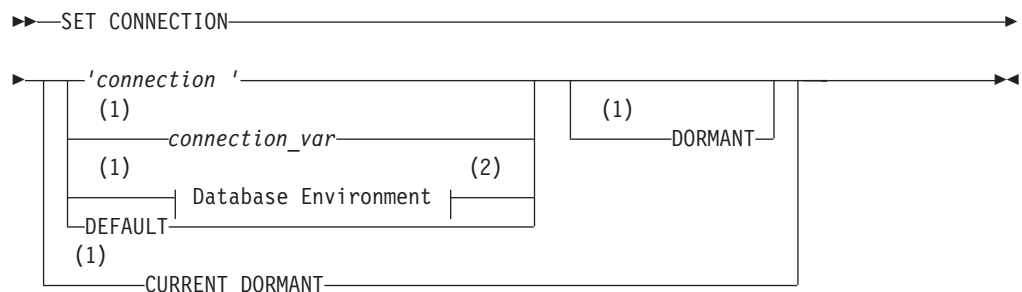 SET CONNECTION
'connection '
(1) (1)
connection_var DORMANT
(1) (2)
Database Environment
DEFAULT
(1)
CURRENT DORMANT